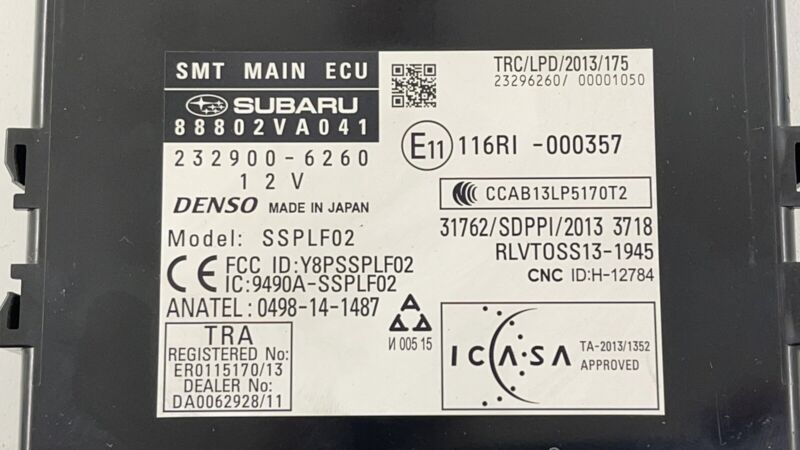 SMT MAIN ECU
SUBARU
88802VA041
232900-6260
12V
DENSO MADE IN JAPAN
Model: SSPLF02
CE FCC ID:Y8PSSPLF02
IC:9490A-SSPLF02
ANATEL:0498-14-1487
TRA
REGISTERED No:
ER0115170/13
DEALER No:
DA0062928/11
TRC/LPD/2013/175
23296260/ 00001050
E11 116RI -000357
CCAB13LP5170T2
31762/SDPPI/2013 3718
RLVTOSS13-1945
CNC ID:H-12784
И 005 15
ICASA
TA-2013/1352
APPROVED